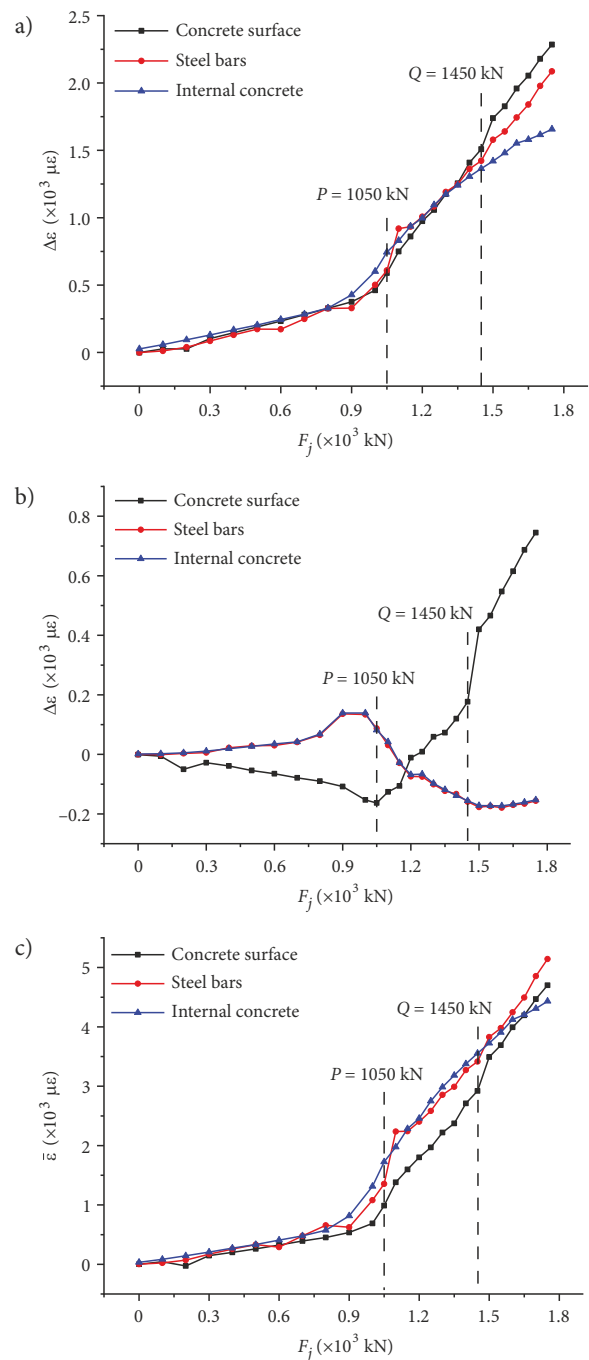 a)
Concrete surface
Steel bars
Internal concrete
Q = 1450 kN
P = 1050 kN
2.5
2.0
1.5
1.0
0.5
0
Δε (×10³ με)
0 0.3 0.6 0.9 1.2 1.5 1.8
Fj (×10³ kN)
b)
Concrete surface
Steel bars
Internal concrete
Q = 1450 kN
P = 1050 kN
0.8
0.6
0.4
0.2
0
−0.2
Δε (×10³ με)
0 0.3 0.6 0.9 1.2 1.5 1.8
Fj (×10³ kN)
c)
Concrete surface
Steel bars
Internal concrete
Q = 1450 kN
P = 1050 kN
5
4
3
2
1
0
ε̄ (×10³ με)
0 0.3 0.6 0.9 1.2 1.5 1.8
Fj (×10³ kN)